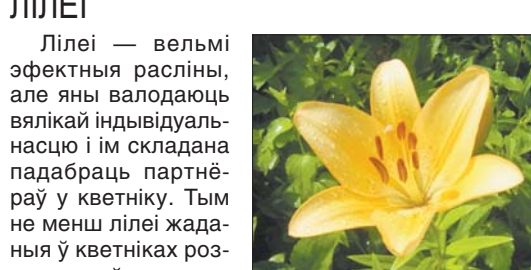 ЛІЛЕІ
Лілеі — вельмі
эфектныя расліны,
але яны валодаюць
вялікай індывідуаль-
насцю і ім складана
падабраць партнё-
раў у кветніку. Тым
не менш лілеі жада-
ныя ў кветніках роз-